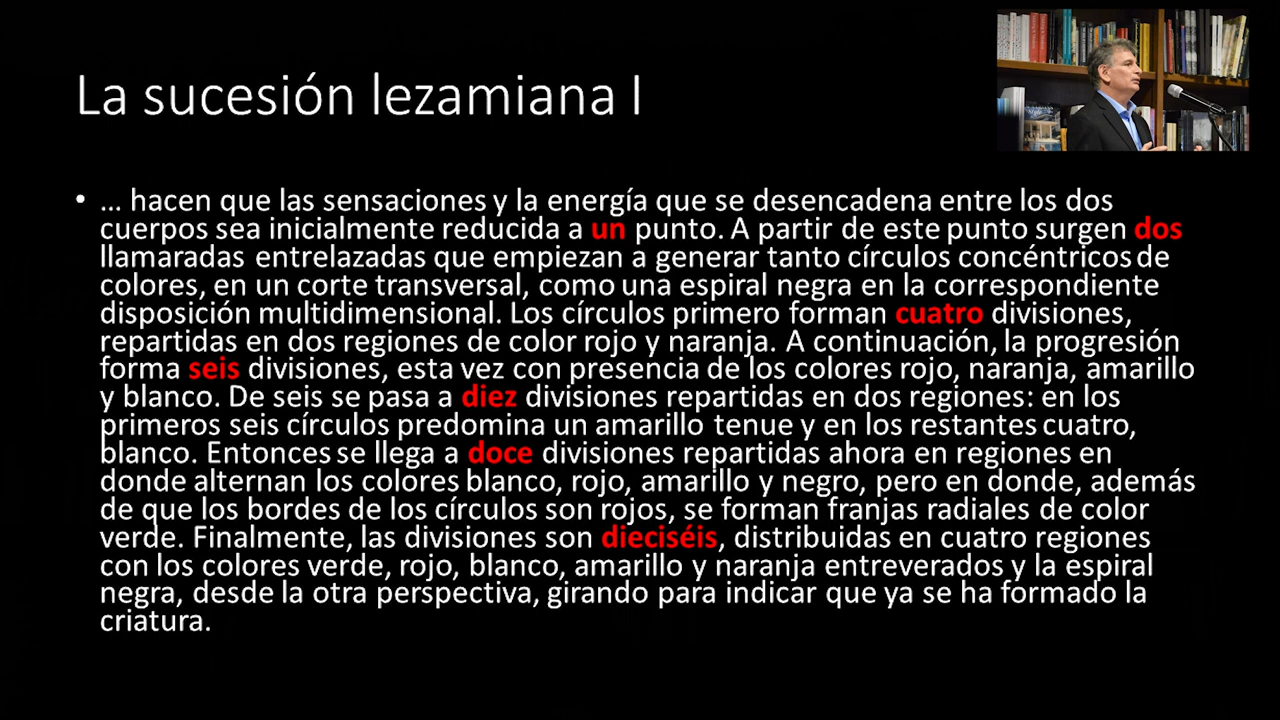 La sucesión lezamiana I
• ... hacen que las sensaciones y la energía que se desencadena entre los dos
cuerpos sea inicialmente reducida a un punto. A partir de este punto surgen dos
llamaradas entrelazadas que empiezan a generar tanto círculos concéntricos de
colores, en un corte transversal, como una espiral negra en la correspondiente
disposición multidimensional. Los círculos primero forman cuatro divisiones,
repartidas en dos regiones de color rojo y naranja. A continuación, la progresión
forma seis divisiones, esta vez con presencia de los colores rojo, naranja, amarillo
y blanco. De seis se pasa a diez divisiones repartidas en dos regiones: en los
primeros seis círculos predomina un amarillo tenue y en los restantes cuatro,
blanco. Entonces se llega a doce divisiones repartidas ahora en regiones en
donde alternan los colores blanco, rojo, amarillo y negro, pero en donde, además
de que los bordes de los círculos son rojos, se forman franjas radiales de color
verde. Finalmente, las divisiones son dieciséis, distribuidas en cuatro regiones
con los colores verde, rojo, blanco, amarillo y naranja entreverados y la espiral
negra, desde la otra perspectiva, girando para indicar que ya se ha formado la
criatura.